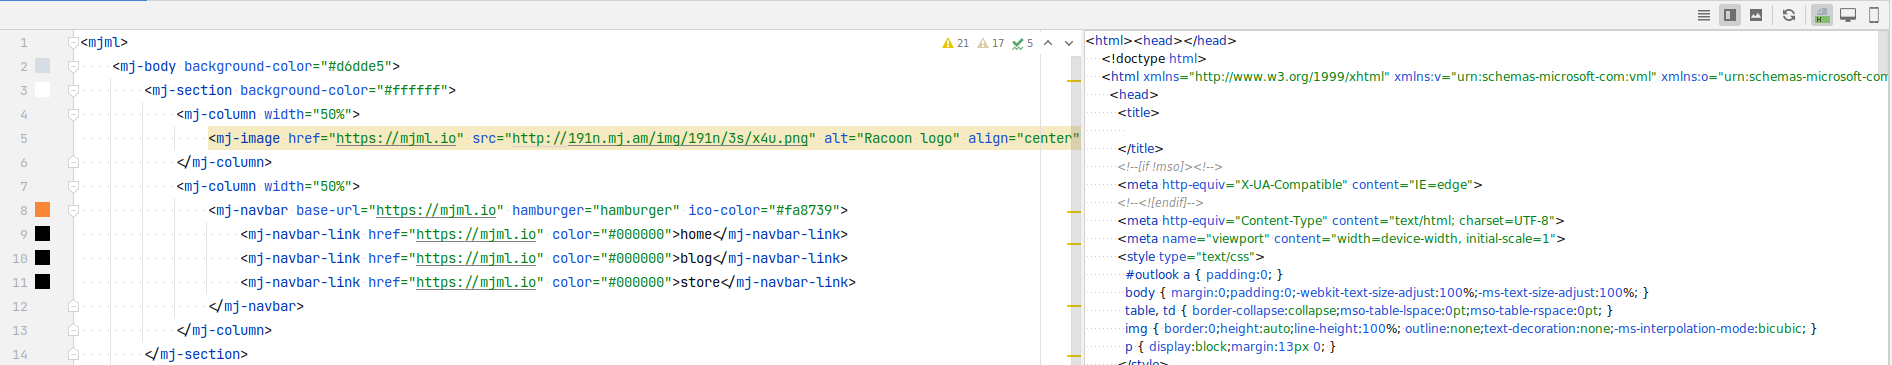 21 17 5
1 <mjml>
2 <mj-body background-color="#d6dde5">
3 <mj-section background-color="#ffffff">
4 <mj-column width="50%">
5 <mj-image href="https://mjml.io" src="http://191n.mj.am/img/191n/3s/x4u.png" alt="Racoon logo" align="center"
6 </mj-column>
7 <mj-column width="50%">
8 <mj-navbar base-url="https://mjml.io" hamburger="hamburger" ico-color="#fa8739">
9 <mj-navbar-link href="https://mjml.io" color="#000000">home</mj-navbar-link>
10 <mj-navbar-link href="https://mjml.io" color="#000000">blog</mj-navbar-link>
11 <mj-navbar-link href="https://mjml.io" color="#000000">store</mj-navbar-link>
12 </mj-navbar>
13 </mj-column>
14 </mj-section>
H
<html><head></head>
<!doctype html>
<html xmlns="http://www.w3.org/1999/xhtml" xmlns:v="urn:schemas-microsoft-com:vml" xmlns:o="urn:schemas-microsoft-com
<head>
<title>
</title>
<!--[if !mso]><!-->
<meta http-equiv="X-UA-Compatible" content="IE=edge">
<!--<![endif]-->
<meta http-equiv="Content-Type" content="text/html; charset=UTF-8">
<meta name="viewport" content="width=device-width, initial-scale=1">
<style type="text/css">
#outlook a { padding:0; }
body { margin:0;padding:0;-webkit-text-size-adjust:100%;-ms-text-size-adjust:100%; }
table, td { border-collapse:collapse;mso-table-lspace:0pt;mso-table-rspace:0pt; }
img { border:0;height:auto;line-height:100%; outline:none;text-decoration:none;-ms-interpolation-mode:bicubic; }
p { display:block;margin:13px 0; }
</style>